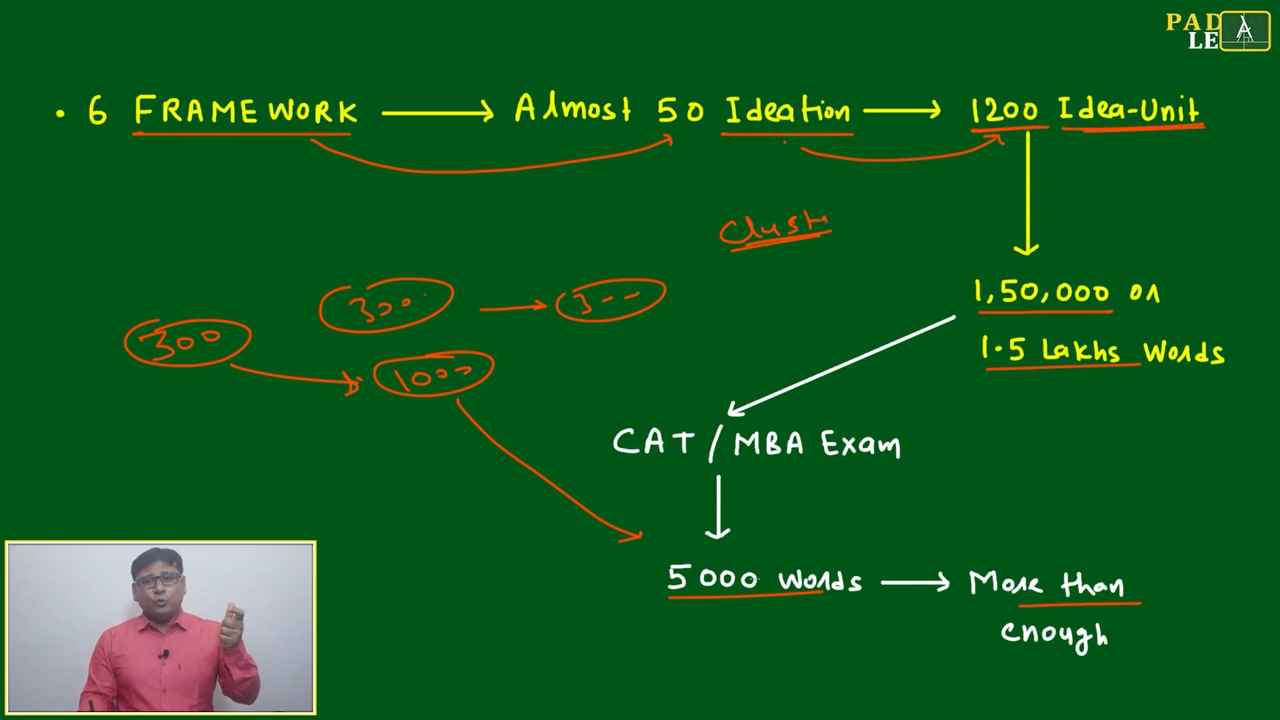 PAD
LE
. 6 FRAMEWORK → Almost 50 Ideation → 1200 Idea-Unit
1,50,000 or
1.5 Lakhs Words
300
300
1000
CAT / MBA Exam
5000 words → More than
enough